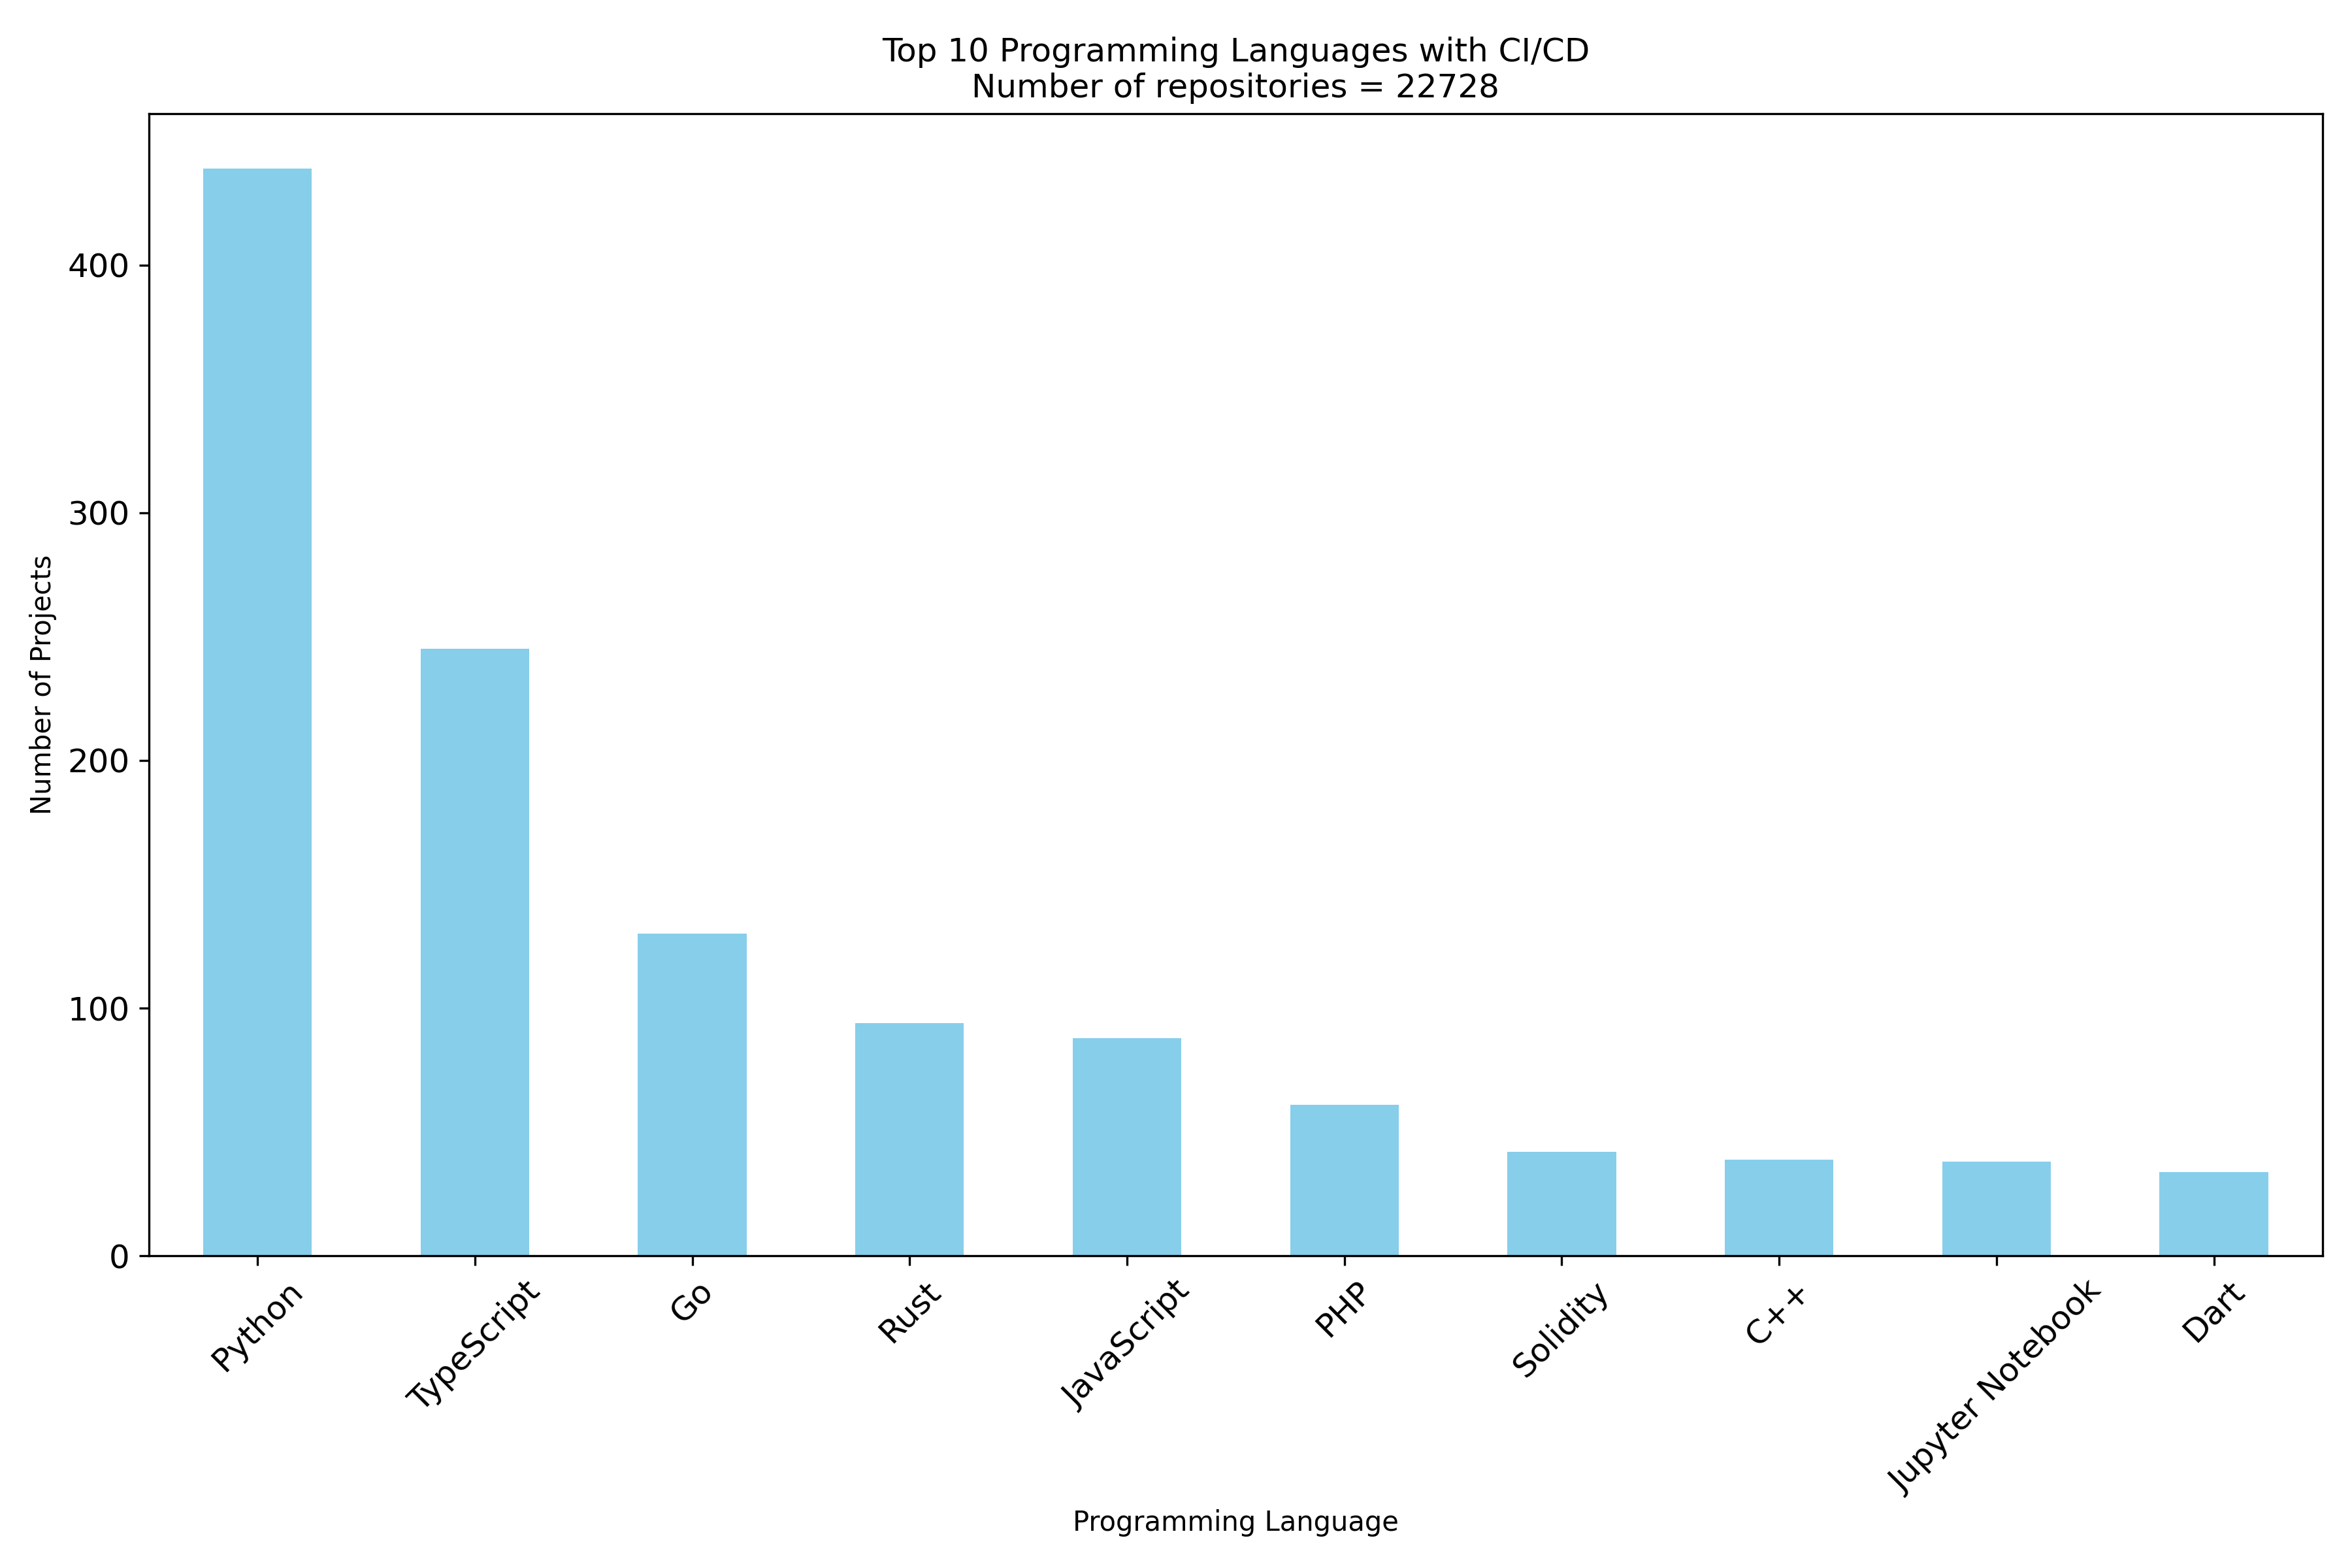 Top 10 Programming Languages with CI/CD
Number of repositories = 22728
Number of Projects
400
300
200
100
0
Python
TypeScript
Go
Rust
JavaScript
PHP
Solidity
C++
Jupyter Notebook
Dart
Programming Language